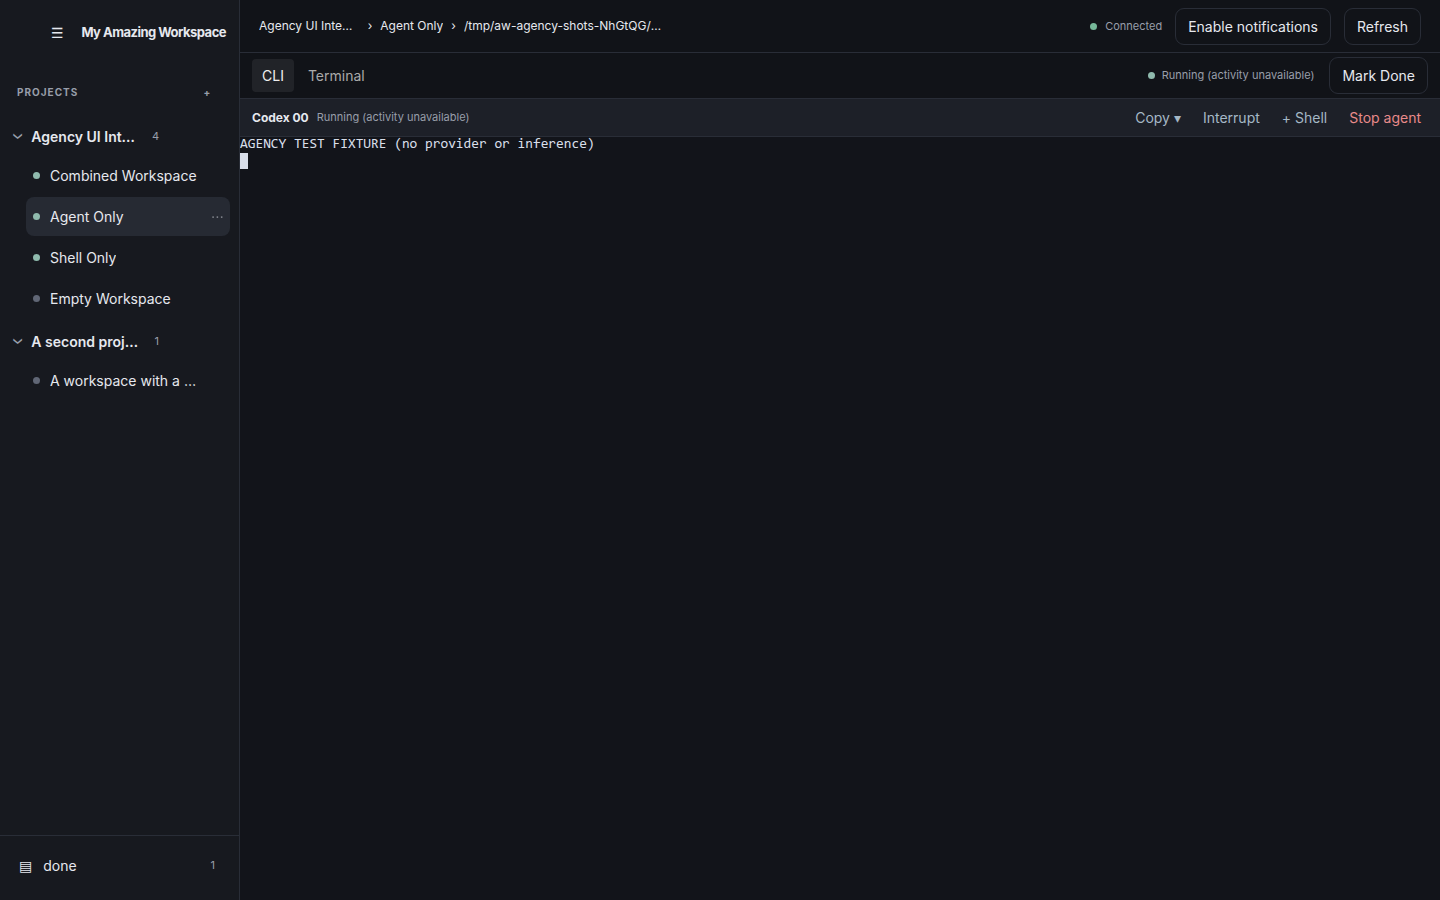 My Amazing Workspace
PROJECTS +
Agency UI Int... 4
Combined Workspace
Agent Only ...
Shell Only
Empty Workspace
A second proj... 1
A workspace with a ...
done 1
Agency UI Inte... › Agent Only › /tmp/aw-agency-shots-NhGtQG/...
Connected Enable notifications Refresh
CLI Terminal Running (activity unavailable) Mark Done
Codex 00 Running (activity unavailable) Copy ▾ Interrupt + Shell Stop agent
AGENCY TEST FIXTURE (no provider or inference)